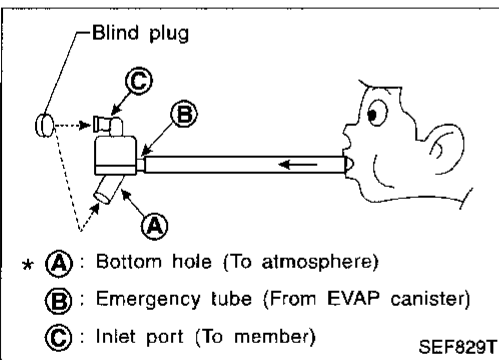 Blind plug
C
B
A
* A : Bottom hole (To atmosphere)
B : Emergency tube (From EVAP canister)
C : Inlet port (To member)
SEF829T